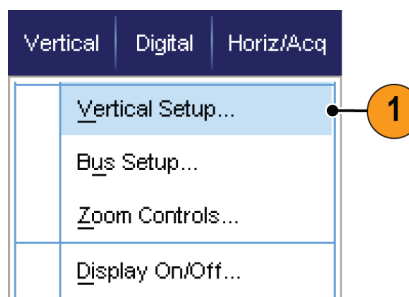 Vertical Digital Horiz/Acq
Vertical Setup...
1
Bus Setup...
Zoom Controls...
Display On/Off...